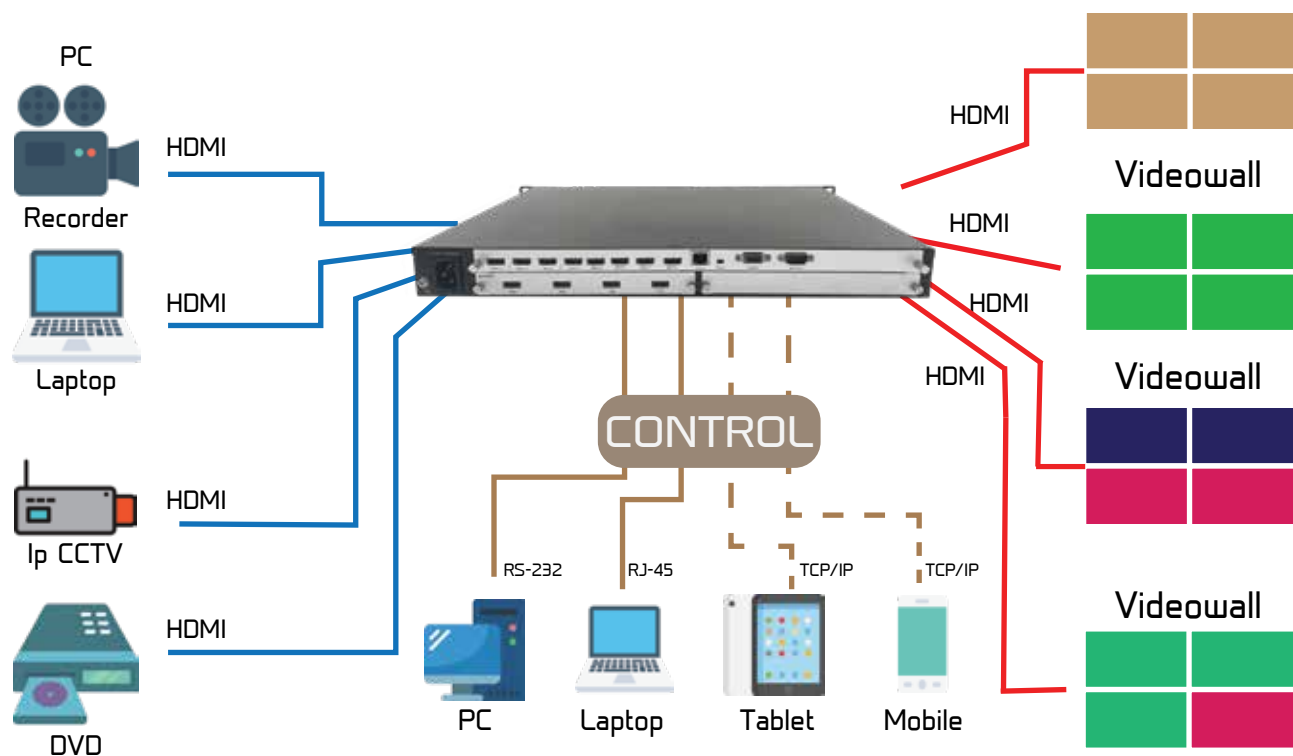 PC
HDMI
Recorder
HDMI
Laptop
HDMI
Ip CCTV
HDMI
DVD
CONTROL
RS-232
RJ-45
TCP/IP
TCP/IP
PC
Laptop
Tablet
Mobile
HDMI
HDMI
HDMI
HDMI
Videowall
Videowall
Videowall